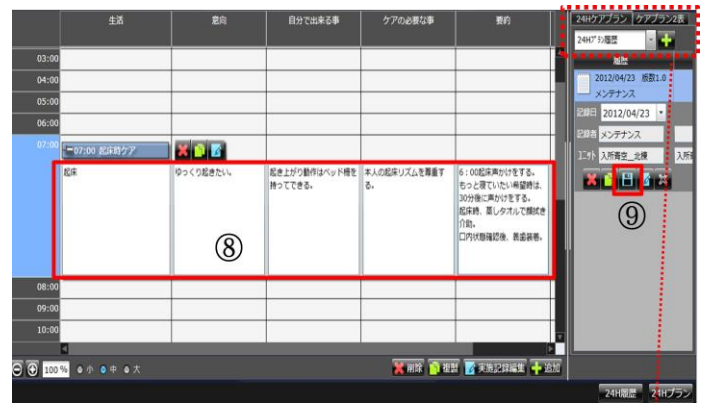 生活 意向 自分で出来る事 ケアの必要な事 要約
24Hケアプラン ケアプン2表
24Hプラン履歴
履歴
2012/04/23 版数1.0
メンテナンス
記録日 2012/04/23
記録者 メンテナンス
ユニット 入所青空_北棟 入所
⑨
03:00
04:00
05:00
06:00
07:00
07:00 起床時ケア
起床
ゆっくり起きたい。
起き上がり動作はベッド柵を
持ってできる。
本人の起床リズムを尊重す
る。
6:00起床声かけをする。
もっと寝ていたい希望時は、
30分後に声かけをする。
起床時、蒸しタオルで顔拭き
介助。
口内状態確認後、義歯装着。
⑧
08:00
09:00
10:00
100 % 小 中 大
削除 複製 実施記録編集 追加
24H履歴 24Hプラン